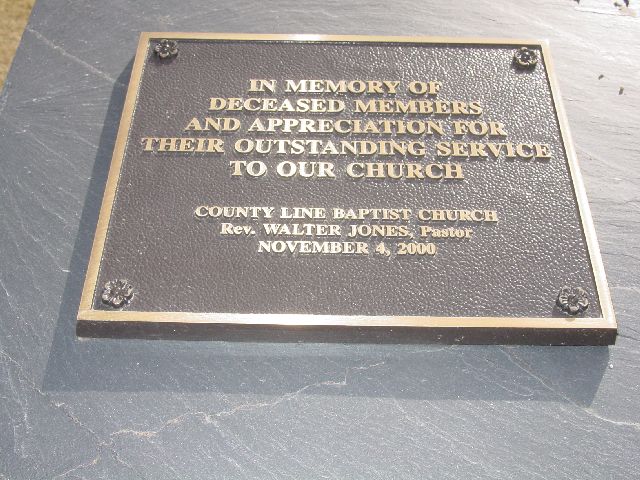 IN MEMORY OF
DECEASED MEMBERS
AND APPRECIATION FOR
THEIR OUTSTANDING SERVICE
TO OUR CHURCH
COUNTY LINE BAPTIST CHURCH
Rev. WALTER JONES, Pastor
NOVEMBER 4, 2000